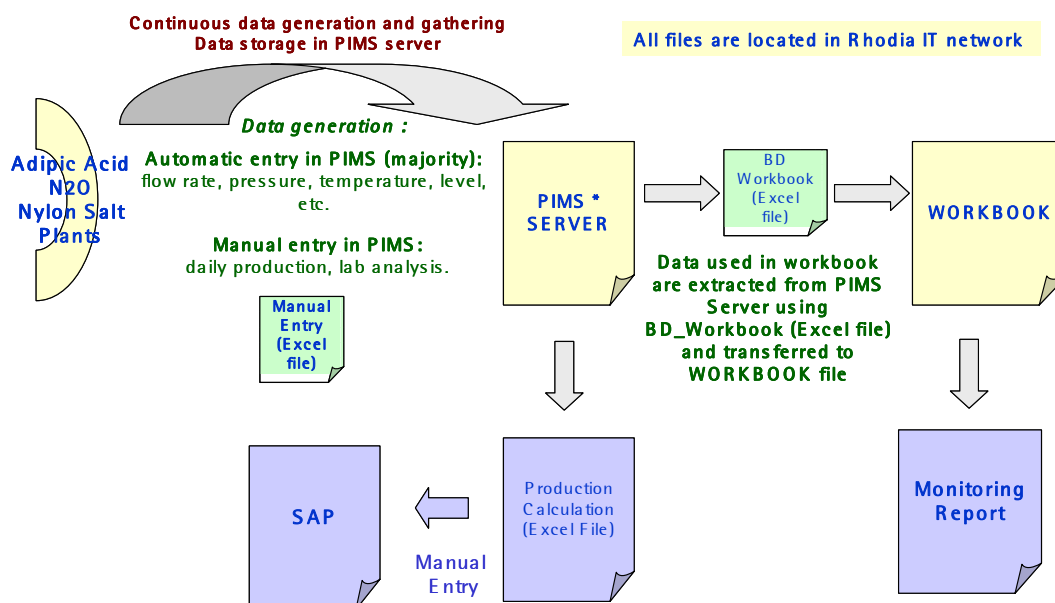 Continuous data generation and gathering
Data storage in PIMS server
All files are located in Rhodia IT network
Data generation :
Adipic Acid
N2O
Nylon Salt
Plants
Automatic entry in PIMS (majority):
flow rate, pressure, temperature, level,
etc.
Manual entry in PIMS:
daily production, lab analysis.
Manual
Entry
(Excel
file)
PIMS *
SERVER
BD
Workbook
(Excel
file)
WORKBOOK
Data used in workbook
are extracted from PIMS
Server using
BD_Workbook (Excel file)
and transferred to
WORKBOOK file
SAP
Manual
Entry
Production
Calculation
(Excel File)
Monitoring
Report